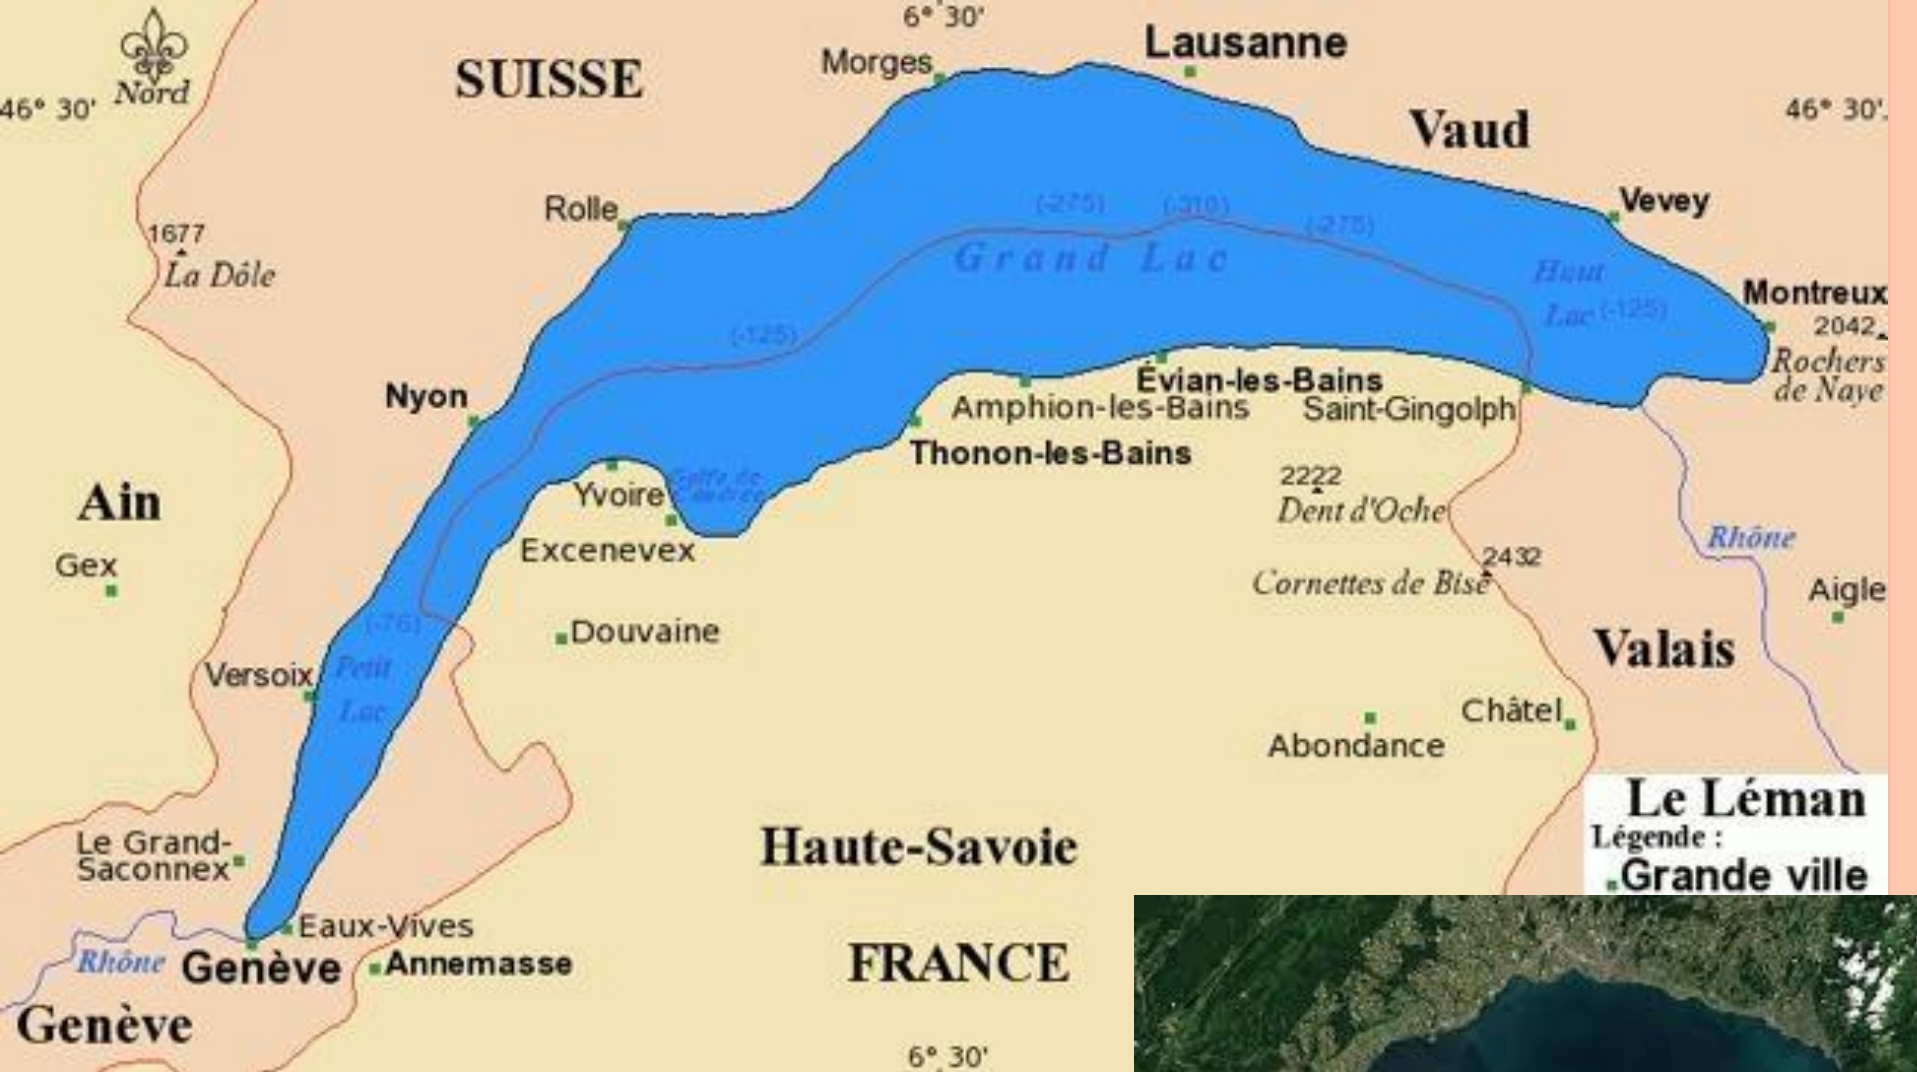 6° 30'
Lausanne
Morges
SUISSE
Nord
46° 30'
46° 30'
Vaud
Rolle
Vevey
(-275)
(-310)
(-275)
1677
La Dôle
Grand Lac
Haut
Lac (-125)
Montreux
2042
Rochers
de Naye
(-125)
Nyon
Évian-les-Bains
Amphion-les-Bains
Saint-Gingolph
Thonon-les-Bains
Golfe de
Coudrée
Yvoire
2222
Dent d'Oche
Ain
Excenevex
Rhône
Gex
2432
Cornettes de Bise
Aigle
(-76)
Douvaine
Valais
Versoix
Petit
Lac
Châtel
Abondance
Le Léman
Légende :
Grande ville
Le Grand-
Saconnex
Haute-Savoie
Eaux-Vives
Rhône
Genève
Annemasse
FRANCE
Genève
6° 30'